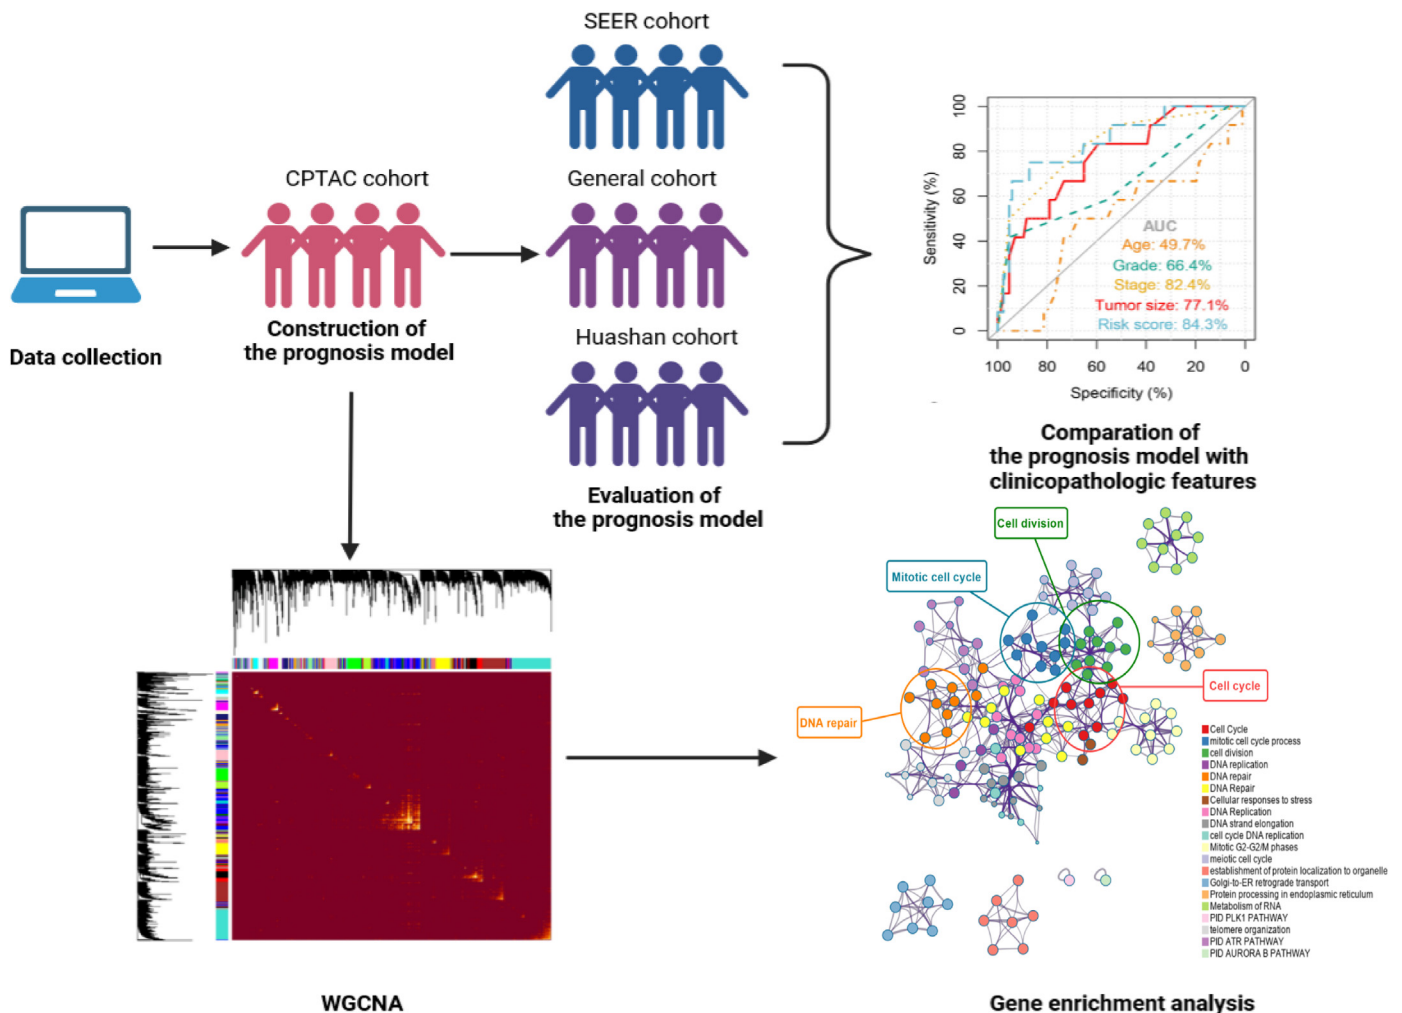 SEER cohort
CPTAC cohort
General cohort
Huashan cohort
Data collection
Construction of
the prognosis model
Evaluation of
the prognosis model
Sensitivity (%)
100
80
60
40
20
0
AUC
Age: 49.7%
Grade: 66.4%
Stage: 82.4%
Tumor size: 77.1%
Risk score: 84.3%
100 80 60 40 20 0
Specificity (%)
Comparation of
the prognosis model with
clinicopathologic features
WGCNA
Cell division
Mitotic cell cycle
Cell cycle
DNA repair
Cell Cycle
mitotic cell cycle process
cell division
DNA replication
DNA repair
DNA Repair
Cellular responses to stress
DNA Replication
DNA strand elongation
cell cycle DNA replication
Mitotic G2-G2/M phases
meiotic cell cycle
establishment of protein localization to organelle
Golgi-to-ER retrograde transport
Protein processing in endoplasmic reticulum
Metabolism of RNA
PID PLK1 PATHWAY
telomere organization
PID ATR PATHWAY
PID AURORA B PATHWAY
Gene enrichment analysis